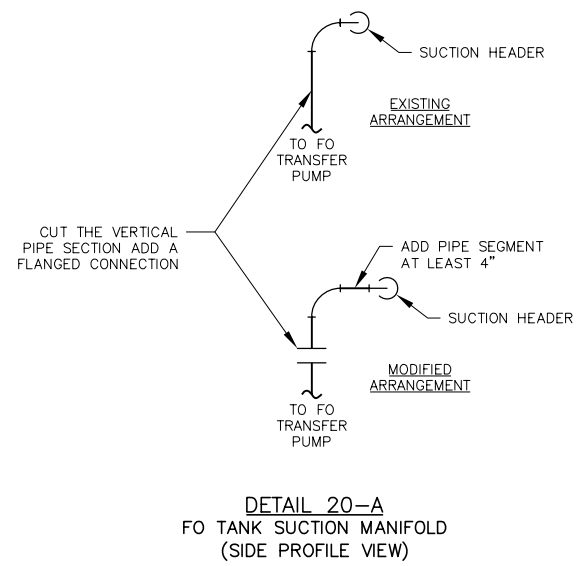 SUCTION HEADER
EXISTING
ARRANGEMENT
TO FO
TRANSFER
PUMP
CUT THE VERTICAL
PIPE SECTION ADD A
FLANGED CONNECTION
ADD PIPE SEGMENT
AT LEAST 4"
SUCTION HEADER
MODIFIED
ARRANGEMENT
TO FO
TRANSFER
PUMP
DETAIL 20-A
FO TANK SUCTION MANIFOLD
(SIDE PROFILE VIEW)